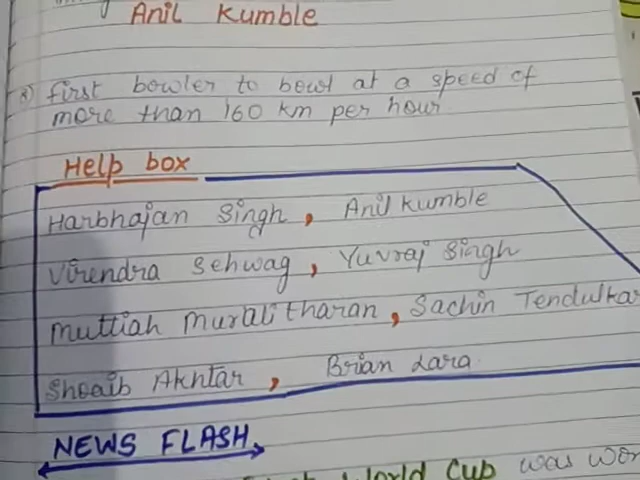 Anil Kumble
8) first bowler to bowl at a speed of
more than 160 km per hour.
Help box
Harbhajan Singh, Anil Kumble
Virendra Sehwag, Yuvraj Singh
Muttiah Muralitharan, Sachin Tendulkar
Shoaib Akhtar, Brian Lara.
NEWS FLASH
World Cup was won